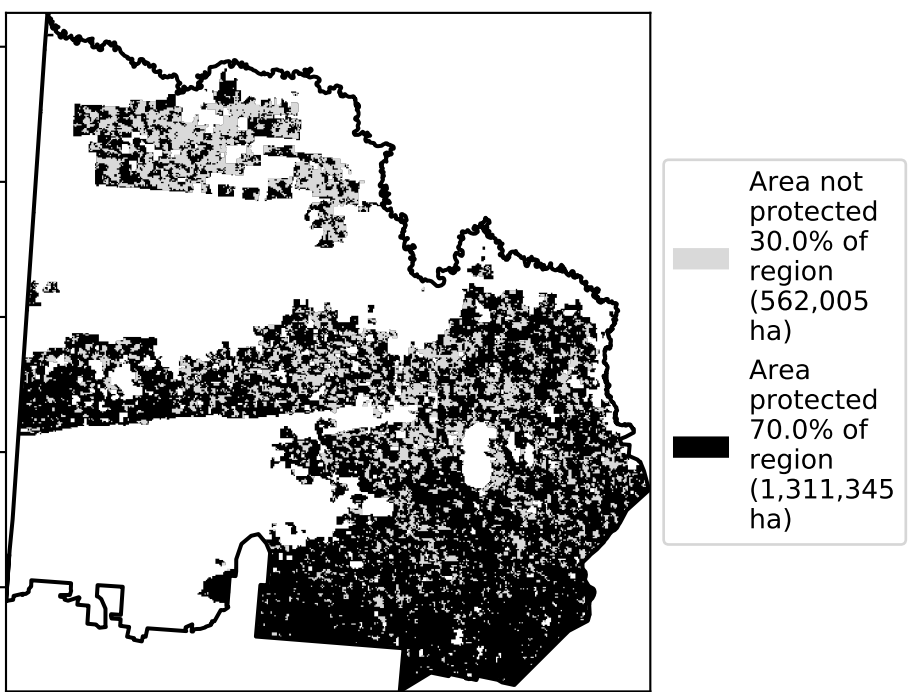 Area not
protected
30.0% of
region
(562,005
ha)
Area
protected
70.0% of
region
(1,311,345
ha)